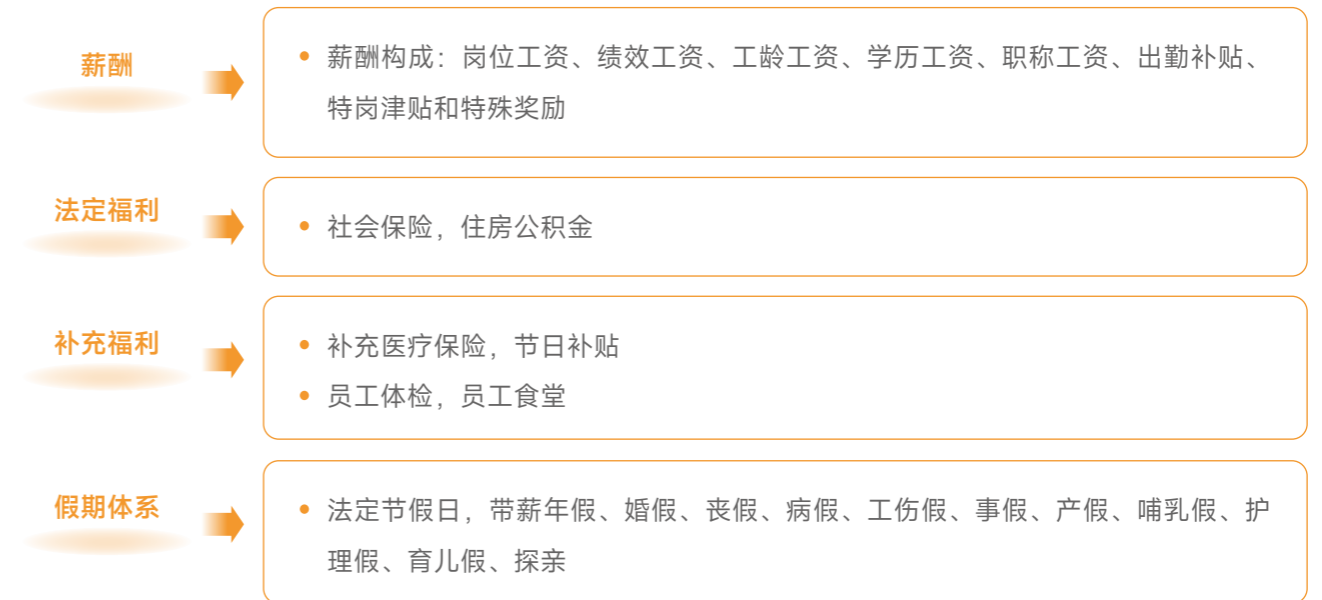 薪酬
薪酬构成：岗位工资、绩效工资、工龄工资、学历工资、职称工资、出勤补贴、
特岗津贴和特殊奖励
法定福利
社会保险，住房公积金
补充福利
补充医疗保险，节日补贴
员工体检，员工食堂
假期体系
法定节假日，带薪年假、婚假、丧假、病假、工伤假、事假、产假、哺乳假、护
理假、育儿假、探亲